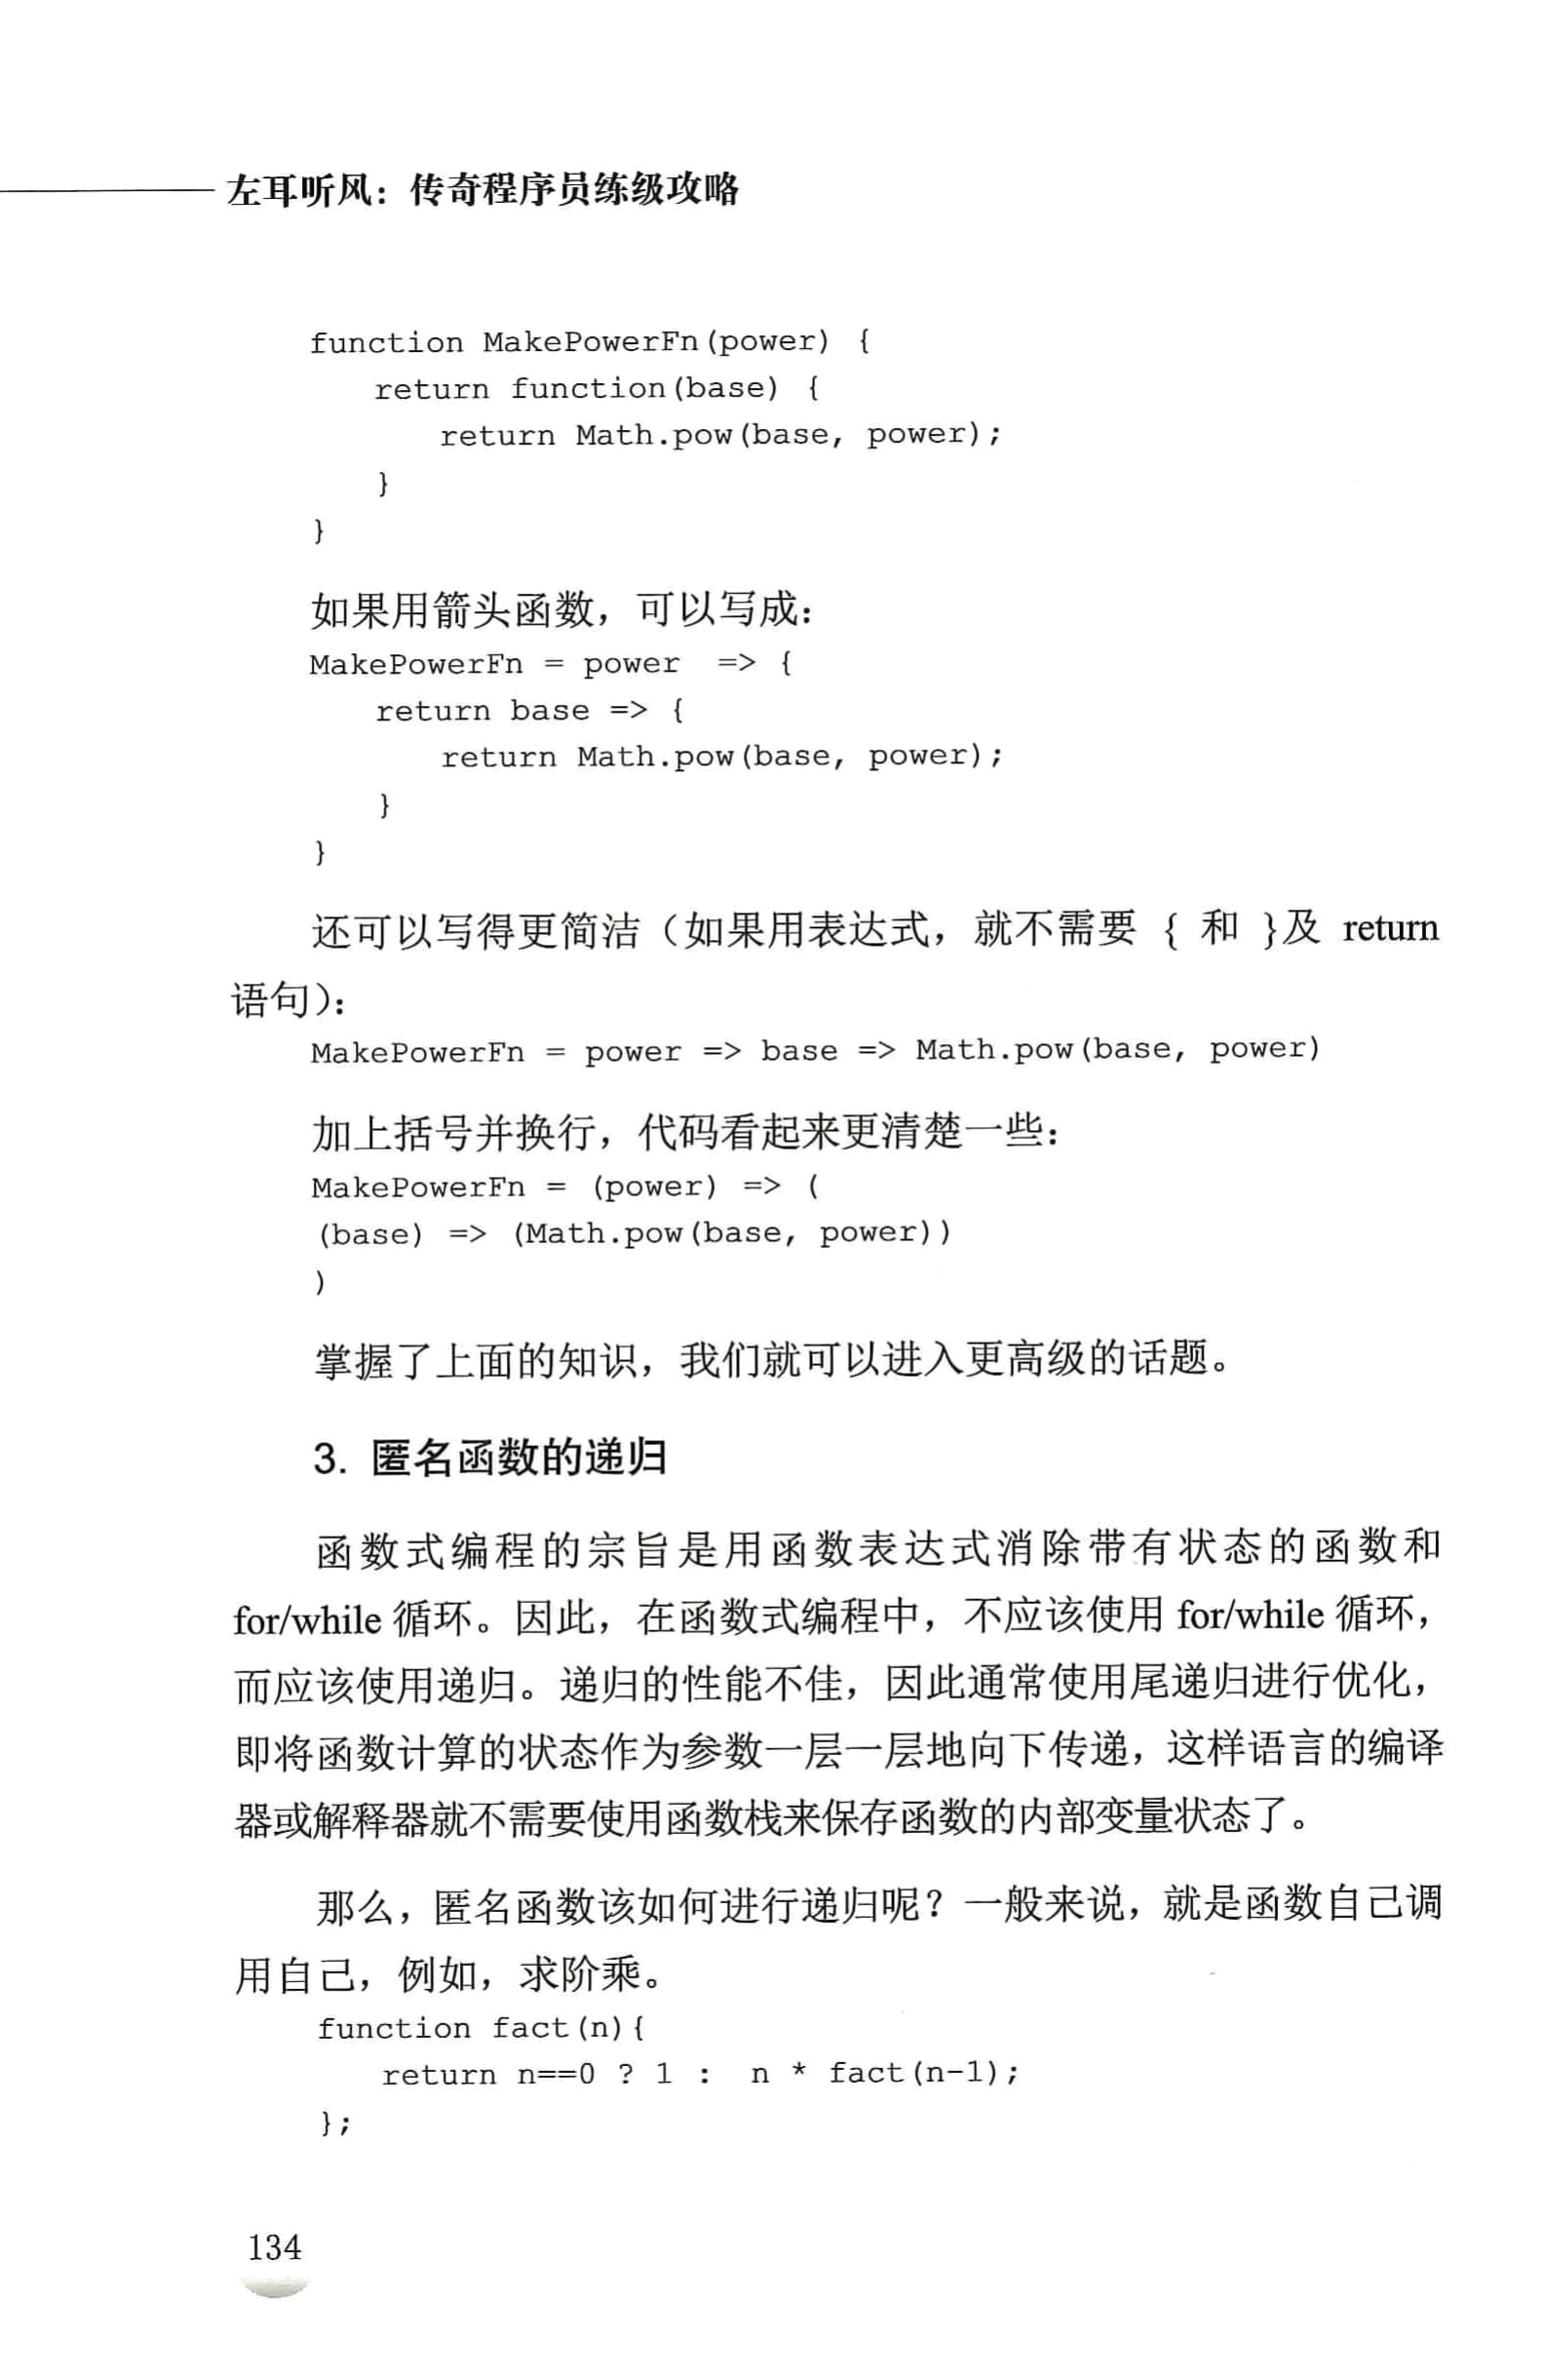 左耳听风：传奇程序员练级攻略
function MakePowerFn(power) {
return function(base) {
return Math.pow(base, power);
}
}
如果用箭头函数，可以写成：
MakePowerFn = power  => {
return base => {
return Math.pow(base, power);
}
}
还可以写得更简洁（如果用表达式，就不需要 { 和 }及 return
语句）：
MakePowerFn = power => base => Math.pow(base, power)
加上括号并换行，代码看起来更清楚一些：
MakePowerFn = (power) => (
(base) => (Math.pow(base, power))
)
掌握了上面的知识，我们就可以进入更高级的话题。
3. 匿名函数的递归
函数式编程的宗旨是用函数表达式消除带有状态的函数和
for/while 循环。因此，在函数式编程中，不应该使用 for/while 循环，
而应该使用递归。递归的性能不佳，因此通常使用尾递归进行优化，
即将函数计算的状态作为参数一层一层地向下传递，这样语言的编译
器或解释器就不需要使用函数栈来保存函数的内部变量状态了。
那么，匿名函数该如何进行递归呢？一般来说，就是函数自己调
用自己，例如，求阶乘。
function fact(n){
return n==0 ? 1 :  n * fact(n-1);
};
134